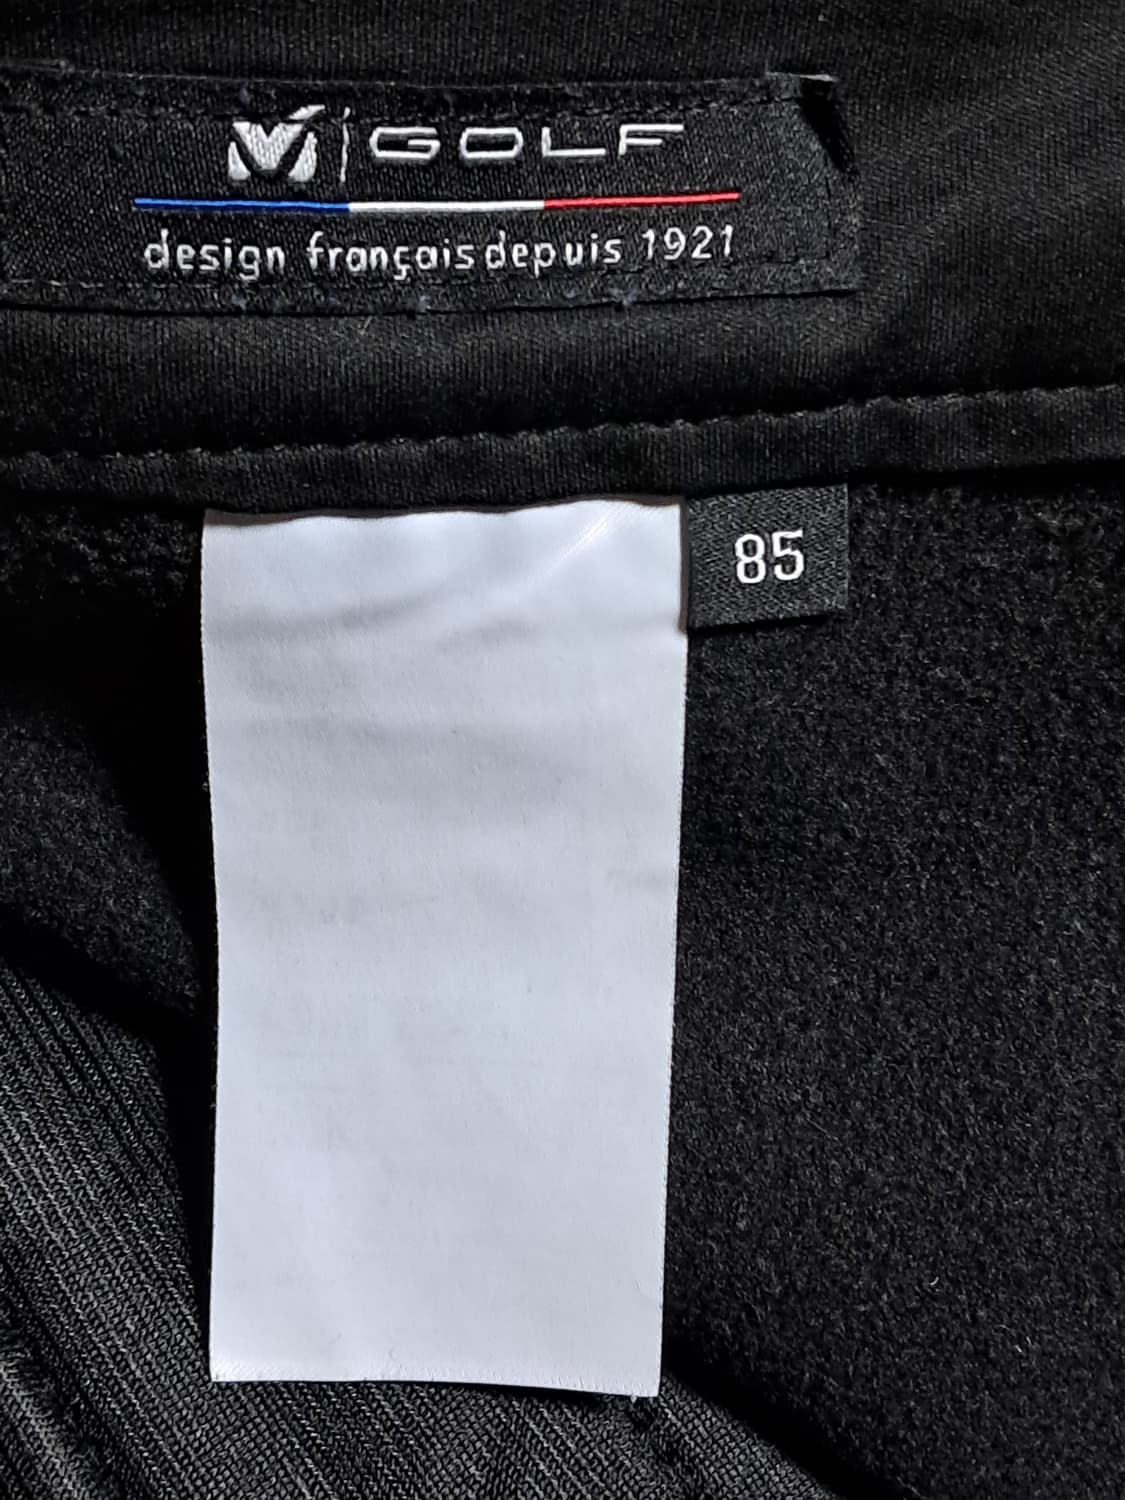 M | GOLF
design français depuis 1921
85